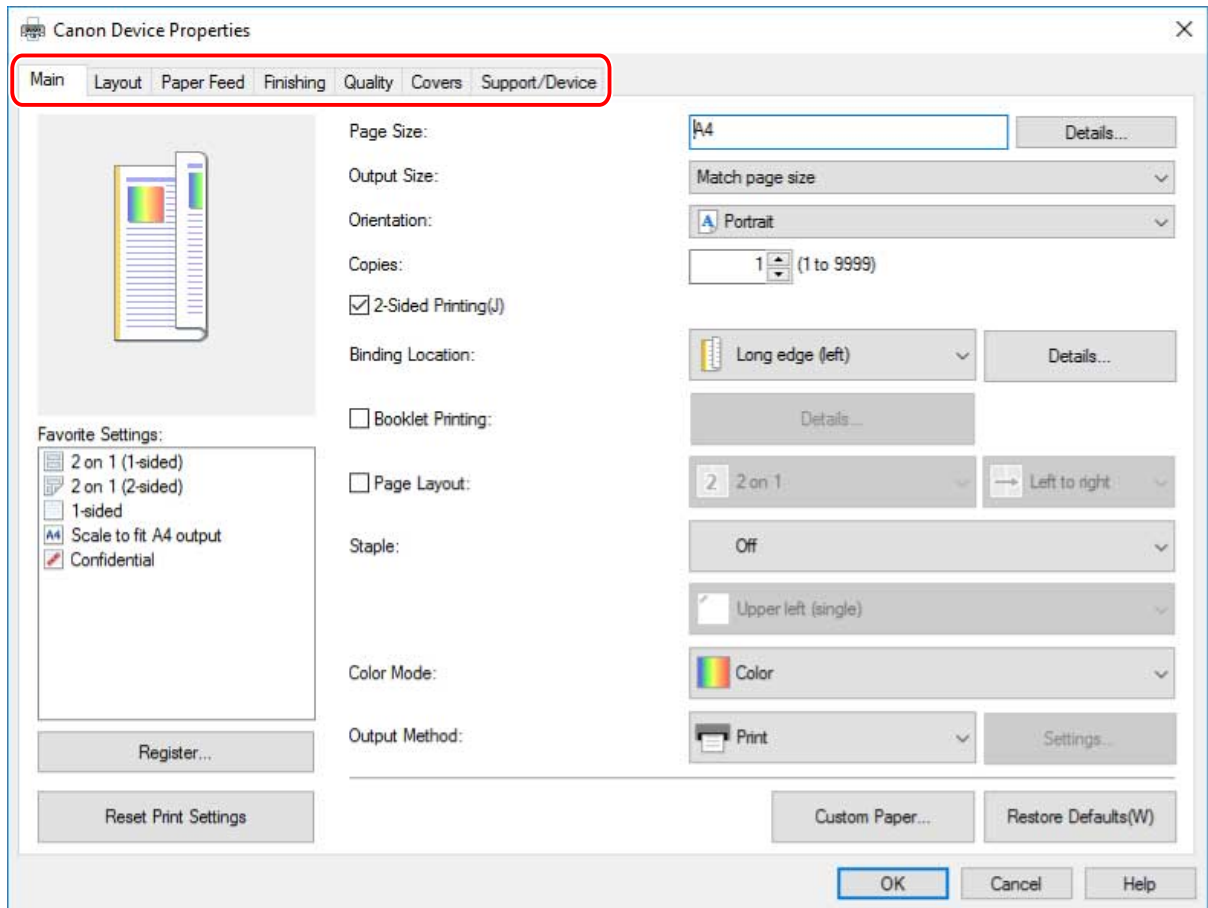 Canon Device Properties
Main Layout Paper Feed Finishing Quality Covers Support/Device
Page Size: A4 Details...
Output Size: Match page size
Orientation: A Portrait
Copies: 1 (1 to 9999)
2-Sided Printing(J)
Binding Location: Long edge (left) Details...
Booklet Printing: Details...
Favorite Settings:
2 on 1 (1-sided)
2 on 1 (2-sided)
1-sided
A4 Scale to fit A4 output
Confidential
Page Layout: 2 2 on 1 Left to right
Staple: Off
Upper left (single)
Color Mode: Color
Output Method: Print Settings...
Register...
Reset Print Settings
Custom Paper... Restore Defaults(W)
OK Cancel Help